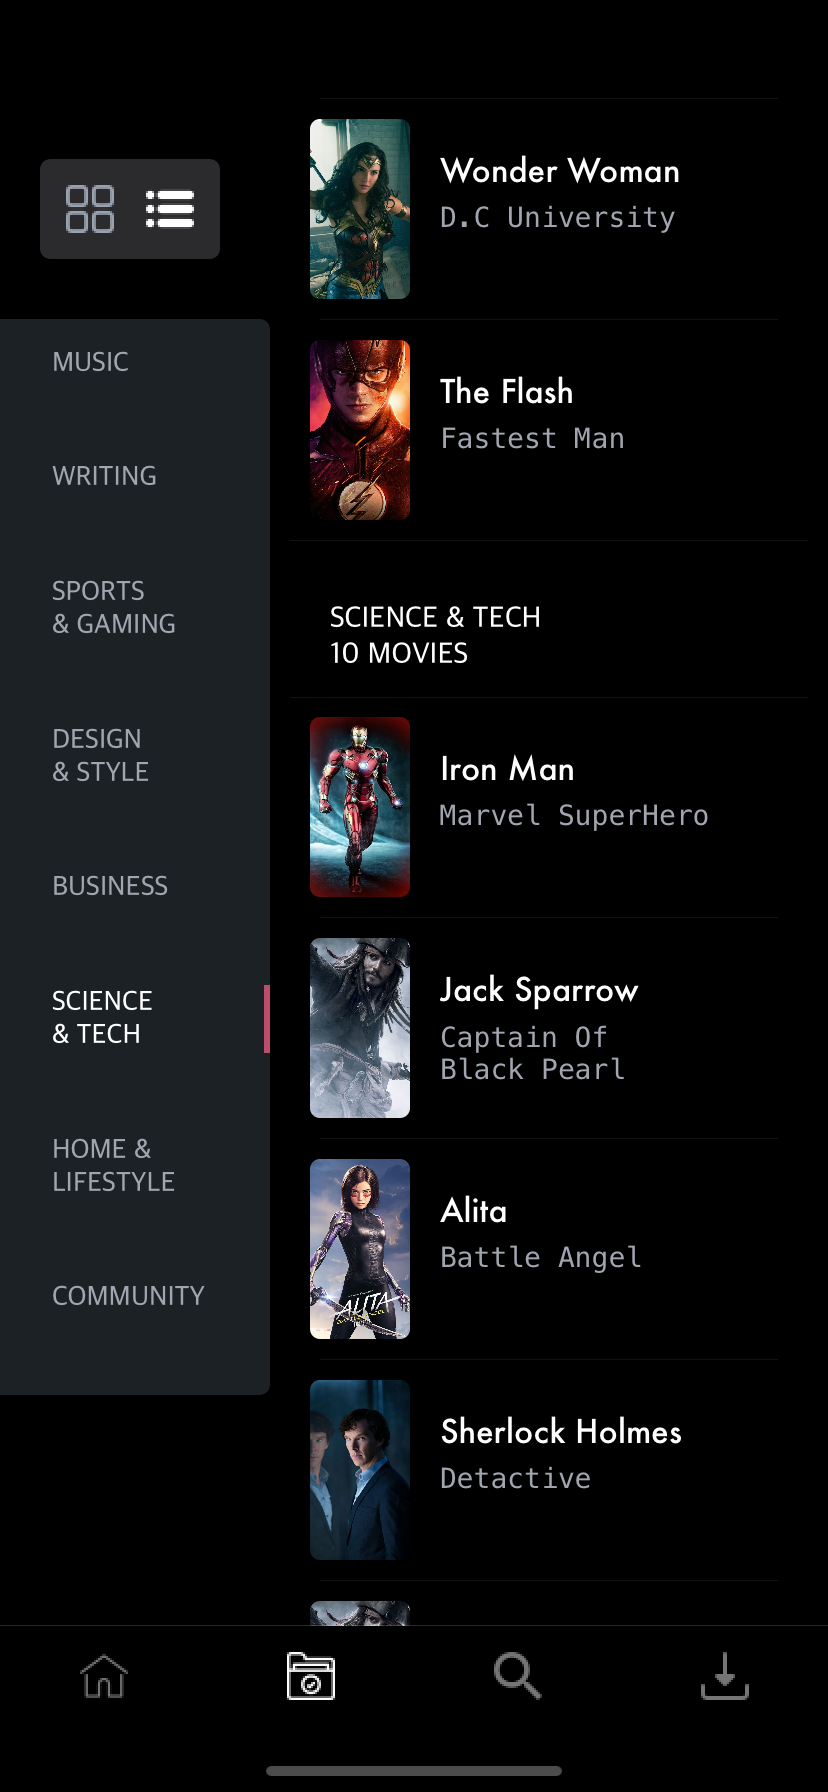 MUSIC
WRITING
SPORTS
& GAMING
DESIGN
& STYLE
BUSINESS
SCIENCE
& TECH
HOME &
LIFESTYLE
COMMUNITY
Wonder Woman
D.C University
The Flash
Fastest Man
SCIENCE & TECH
10 MOVIES
Iron Man
Marvel SuperHero
Jack Sparrow
Captain Of
Black Pearl
Alita
Battle Angel
ALITA
Sherlock Holmes
Detactive